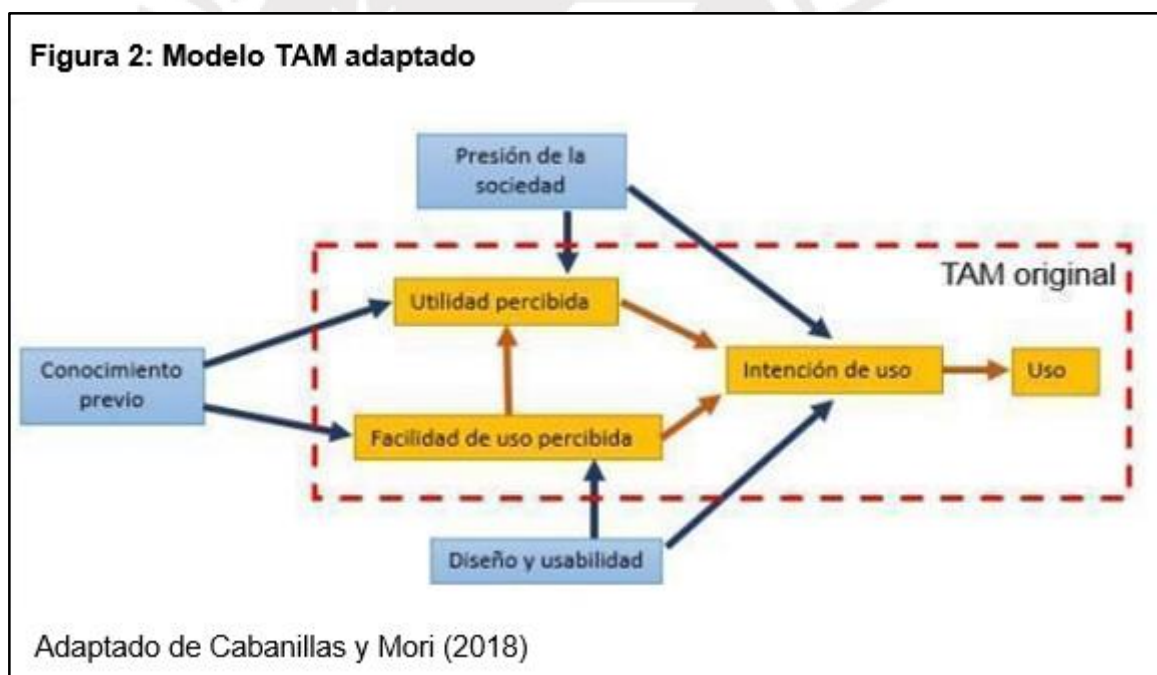 Figura 2: Modelo TAM adaptado
Presión de la
sociedad
TAM original
Utilidad percibida
Conocimiento
previo
Intención de uso
Uso
Facilidad de uso percibida
Diseño y usabilidad
Adaptado de Cabanillas y Mori (2018)